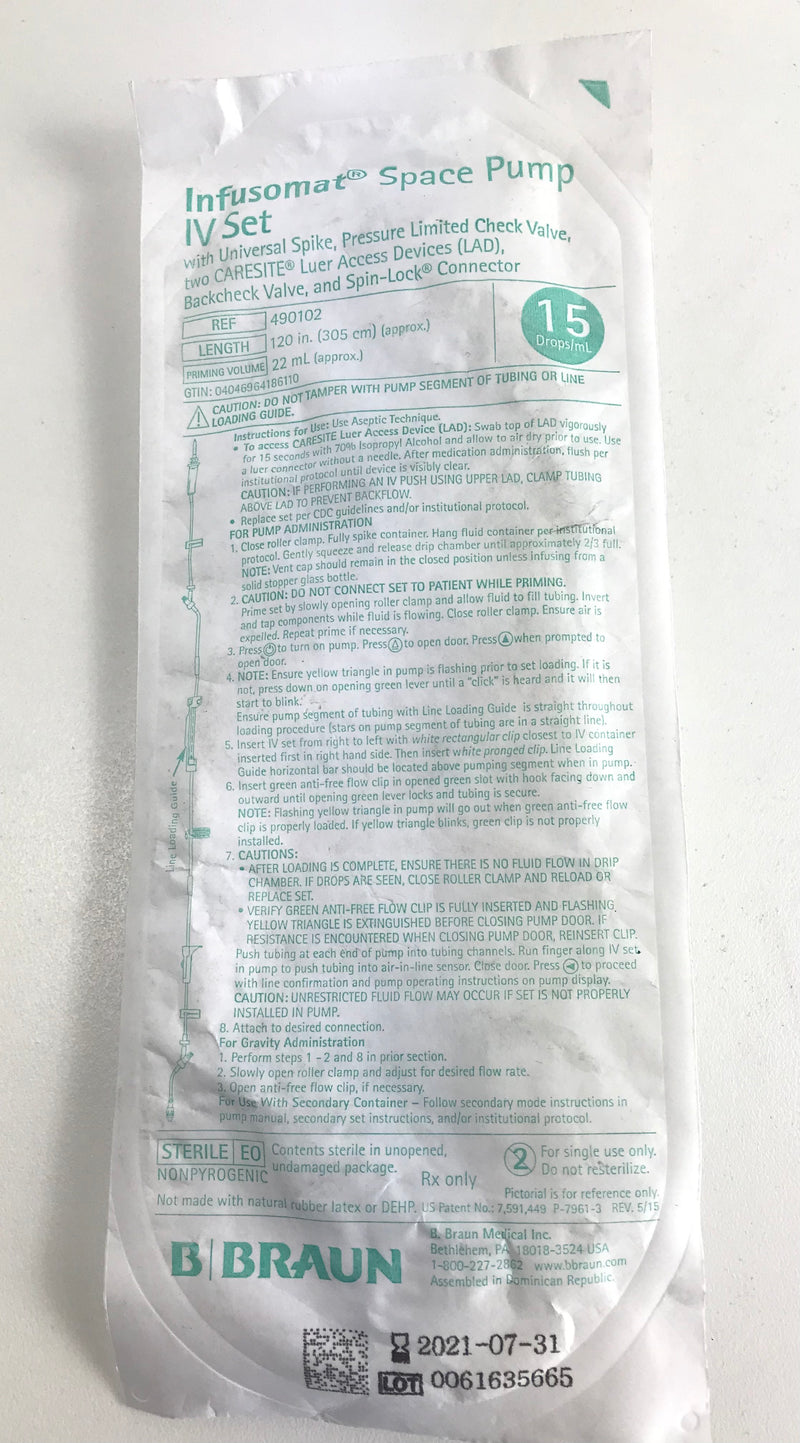 Infusomat® Space Pump
IV Set
with Universal Spike, Pressure Limited Check Valve,
two CARESITE® Luer Access Devices (LAD),
Backcheck Valve, and Spin-Lock® Connector
REF 490102
LENGTH 120 in. (305 cm) (approx.)
PRIMING VOLUME 22 mL (approx.)
GTIN: 04046964186110
15
Drops/mL
CAUTION: DO NOT TAMPER WITH PUMP SEGMENT OF TUBING OR LINE
LOADING GUIDE.
Instructions for Use: Use Aseptic Technique.
• To access CARESITE Luer Access Device (LAD): Swab top of LAD vigorously
for 15 seconds with 70% Isopropyl Alcohol and allow to air dry prior to use. Use
a luer connector without a needle. After medication administration, flush per
institutional protocol until device is visibly clear.
CAUTION: IF PERFORMING AN IV PUSH USING UPPER LAD, CLAMP TUBING
ABOVE LAD TO PREVENT BACKFLOW.
• Replace set per CDC guidelines and/or institutional protocol.
FOR PUMP ADMINISTRATION
1. Close roller clamp. Fully spike container. Hang fluid container per institutional
protocol. Gently squeeze and release drip chamber until approximately 2/3 full.
NOTE: Vent cap should remain in the closed position unless infusing from a
solid stopper glass bottle.
2. CAUTION: DO NOT CONNECT SET TO PATIENT WHILE PRIMING.
Prime set by slowly opening roller clamp and allow fluid to fill tubing. Invert
and tap components while fluid is flowing. Close roller clamp. Ensure air is
expelled. Repeat prime if necessary.
3. Press to turn on pump. Press to open door. Press when prompted to
open door.
4. NOTE: Ensure yellow triangle in pump is flashing prior to set loading. If it is
not, press down on opening green lever until a "click" is heard and it will then
start to blink.
Ensure pump segment of tubing with Line Loading Guide is straight throughout
loading procedure (stars on pump segment of tubing are in a straight line).
5. Insert IV set from right to left with white rectangular clip closest to IV container
inserted first in right hand side. Then insert white pronged clip. Line Loading
Guide horizontal bar should be located above pumping segment when in pump.
6. Insert green anti-free flow clip in opened green slot with hook facing down and
outward until opening green lever locks and tubing is secure.
NOTE: Flashing yellow triangle in pump will go out when green anti-free flow
clip is properly loaded. If yellow triangle blinks, green clip is not properly
installed.
7. CAUTIONS:
• AFTER LOADING IS COMPLETE, ENSURE THERE IS NO FLUID FLOW IN DRIP
CHAMBER. IF DROPS ARE SEEN, CLOSE ROLLER CLAMP AND RELOAD OR
REPLACE SET.
• VERIFY GREEN ANTI-FREE FLOW CLIP IS FULLY INSERTED AND FLASHING
YELLOW TRIANGLE IS EXTINGUISHED BEFORE CLOSING PUMP DOOR. IF
RESISTANCE IS ENCOUNTERED WHEN CLOSING PUMP DOOR, REINSERT CLIP.
Push tubing at each end of pump into tubing channels. Run finger along IV set
in pump to push tubing into air-in-line sensor. Close door. Press to proceed
with line confirmation and pump operating instructions on pump display.
CAUTION: UNRESTRICTED FLUID FLOW MAY OCCUR IF SET IS NOT PROPERLY
INSTALLED IN PUMP.
8. Attach to desired connection.
For Gravity Administration
1. Perform steps 1 - 2 and 8 in prior section.
2. Slowly open roller clamp and adjust for desired flow rate.
3. Open anti-free flow clip, if necessary.
For Use With Secondary Container – Follow secondary mode instructions in
pump manual, secondary set instructions, and/or institutional protocol.
Line Loading Guide
STERILE EO Contents sterile in unopened,
NONPYROGENIC undamaged package.
Rx only
2 For single use only.
Do not resterilize.
Pictorial is for reference only.
Not made with natural rubber latex or DEHP. US Patent No.: 7,591,449 P-7961-3 REV. 5/15
B|BRAUN
B. Braun Medical Inc.
Bethlehem, PA 18018-3524 USA
1-800-227-2862 www.bbraun.com
Assembled in Dominican Republic.
2021-07-31
LOT 0061635665